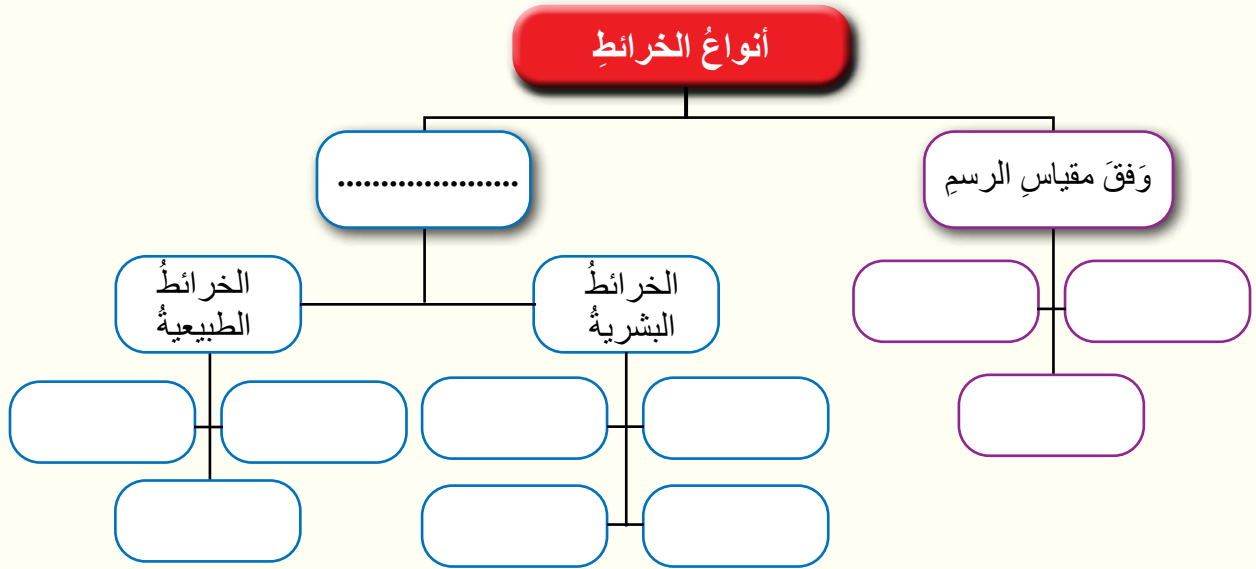 أنواعُ الخرائطِ
وَفقَ مقياسِ الرسمِ
.....................
الخرائطُ
البشريةُ
الخرائطُ
الطبيعيةُ